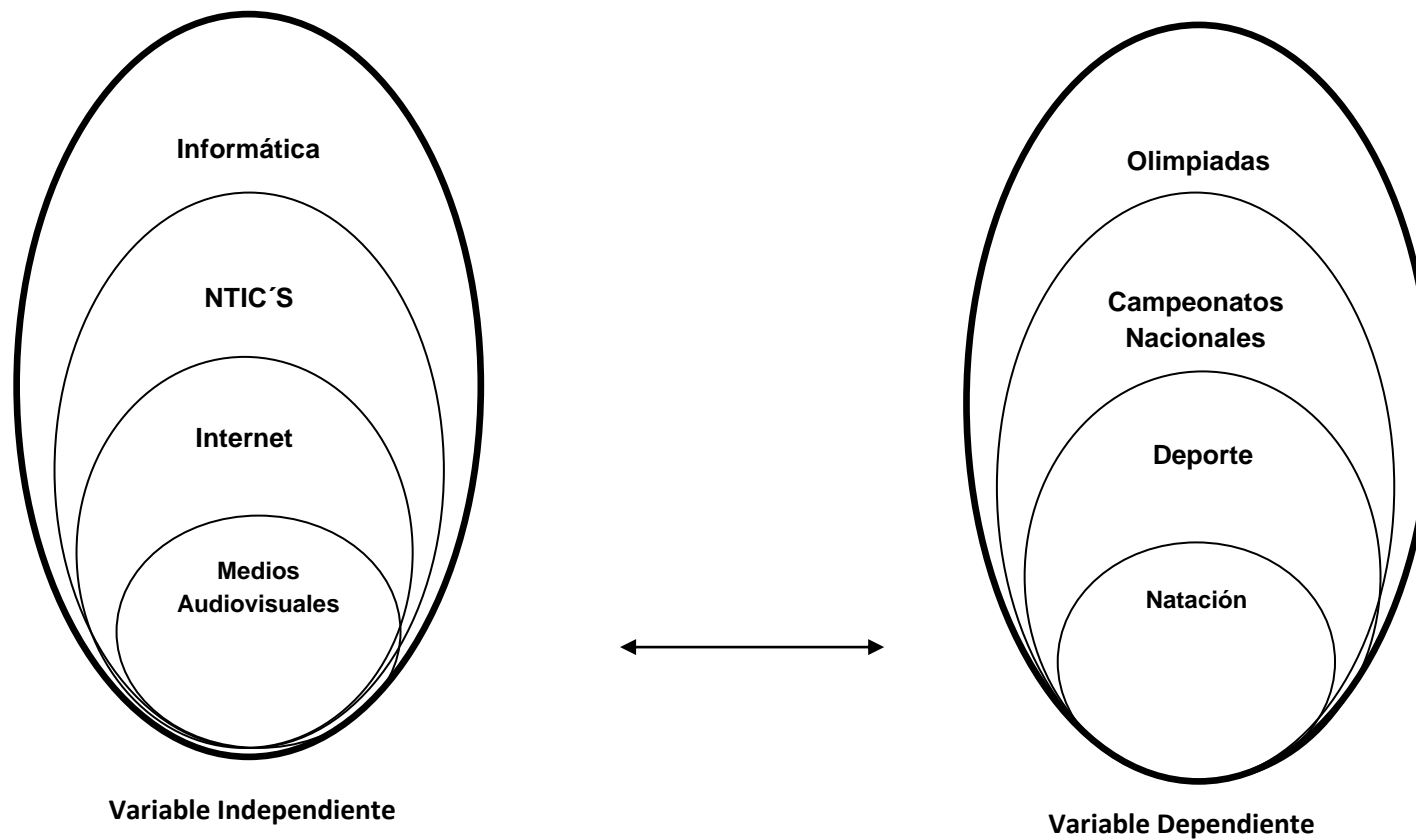 Informática
NTIC´S
Internet
Medios
Audiovisuales
Variable Independiente
Olimpiadas
Campeonatos
Nacionales
Deporte
Natación
Variable Dependiente